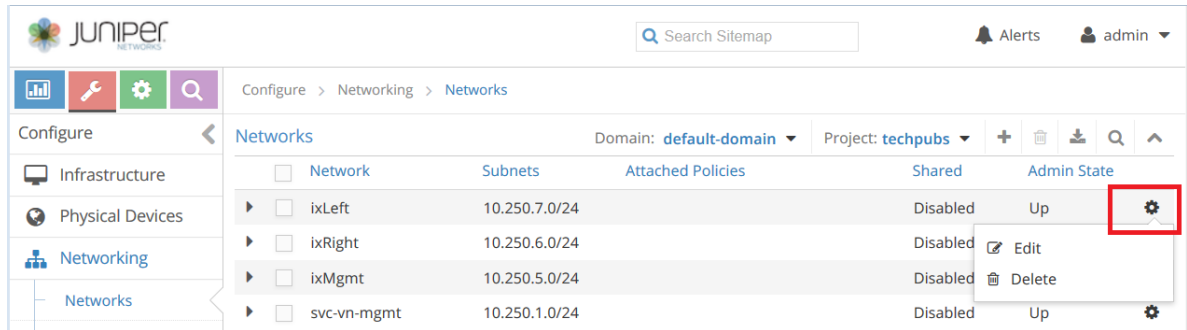 JUNIPER
NETWORKS
Search Sitemap
Alerts
admin
Configure > Networking > Networks
Configure
Networks
Domain: default-domain
Project: techpubs
Network Subnets Attached Policies Shared Admin State
Infrastructure
Physical Devices
Networking
Networks
ixLeft 10.250.7.0/24 Disabled Up
ixRight 10.250.6.0/24 Disabled
ixMgmt 10.250.5.0/24 Disabled
svc-vn-mgmt 10.250.1.0/24 Disabled Up
Edit
Delete